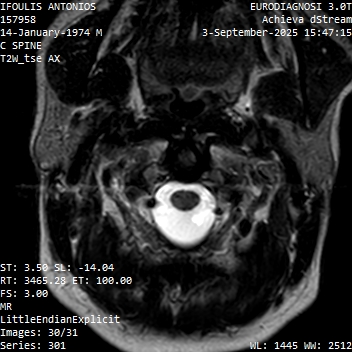 IFOULIS ANTONIOS
157958
14-January-1974 M
C SPINE
T2W_tse AX
EURODIAGNOSI 3.0T
Achieva dStream
3-September-2025 15:47:15
ST: 3.50 SL: -14.04
RT: 3465.28 ET: 100.00
FS: 3.00
MR
LittleEndianExplicit
Images: 30/31
Series: 301
WL: 1445 WW: 2512